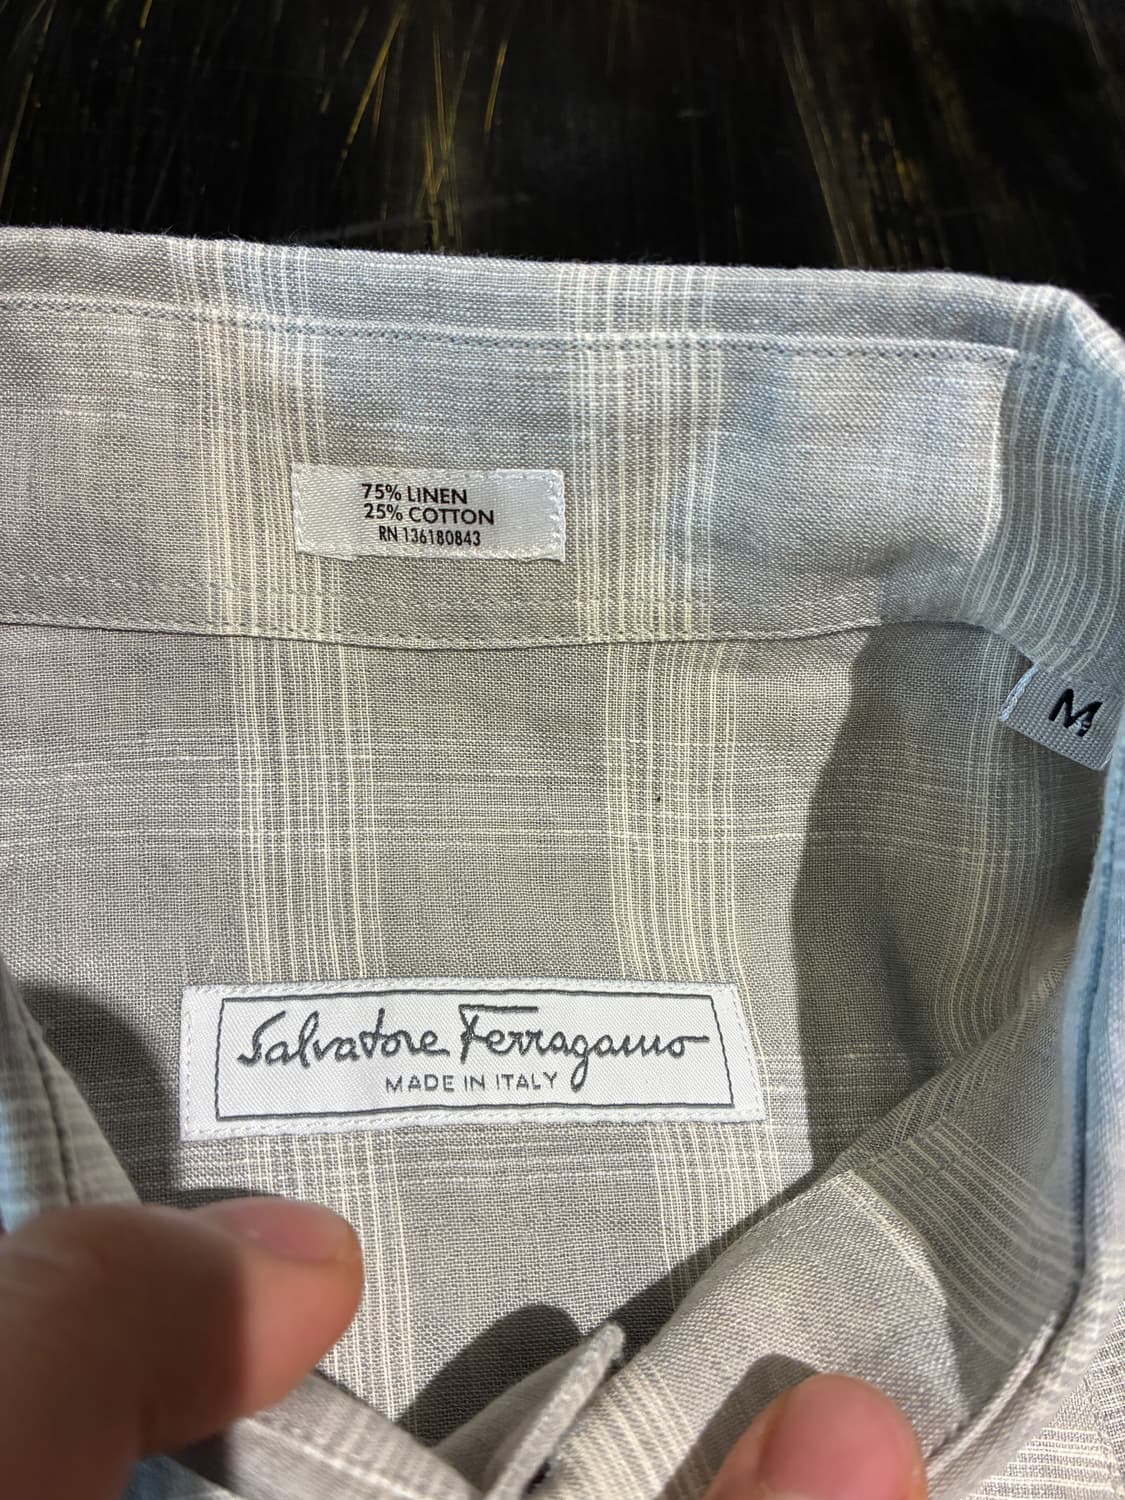 75% LINEN
25% COTTON
RN 136180843
M
Salvatore Ferragamo
MADE IN ITALY